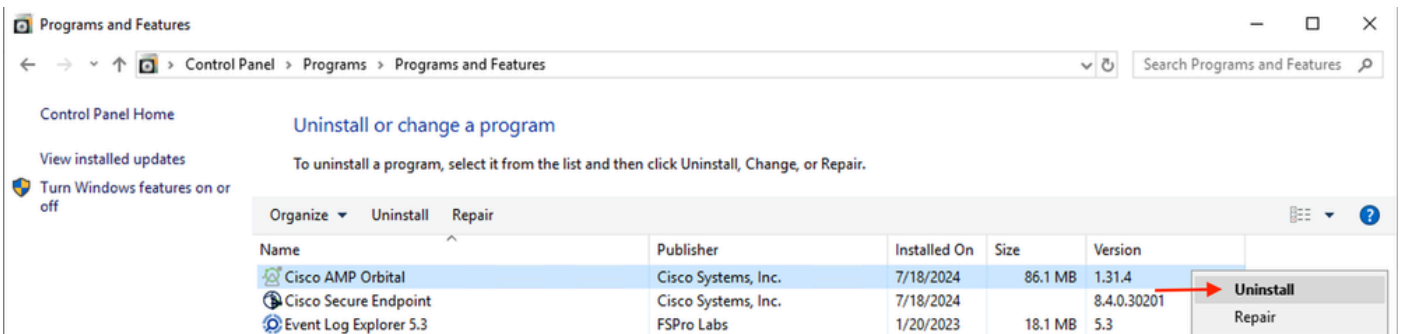 Programs and Features
Control Panel > Programs > Programs and Features
Search Programs and Features
Control Panel Home
View installed updates
Turn Windows features on or
off
Uninstall or change a program
To uninstall a program, select it from the list and then click Uninstall, Change, or Repair.
Organize Uninstall Repair
Name Publisher Installed On Size Version
Cisco AMP Orbital Cisco Systems, Inc. 7/18/2024 86.1 MB 1.31.4
Cisco Secure Endpoint Cisco Systems, Inc. 7/18/2024 8.4.0.30201
Event Log Explorer 5.3 FSPro Labs 1/20/2023 18.1 MB 5.3
Uninstall
Repair